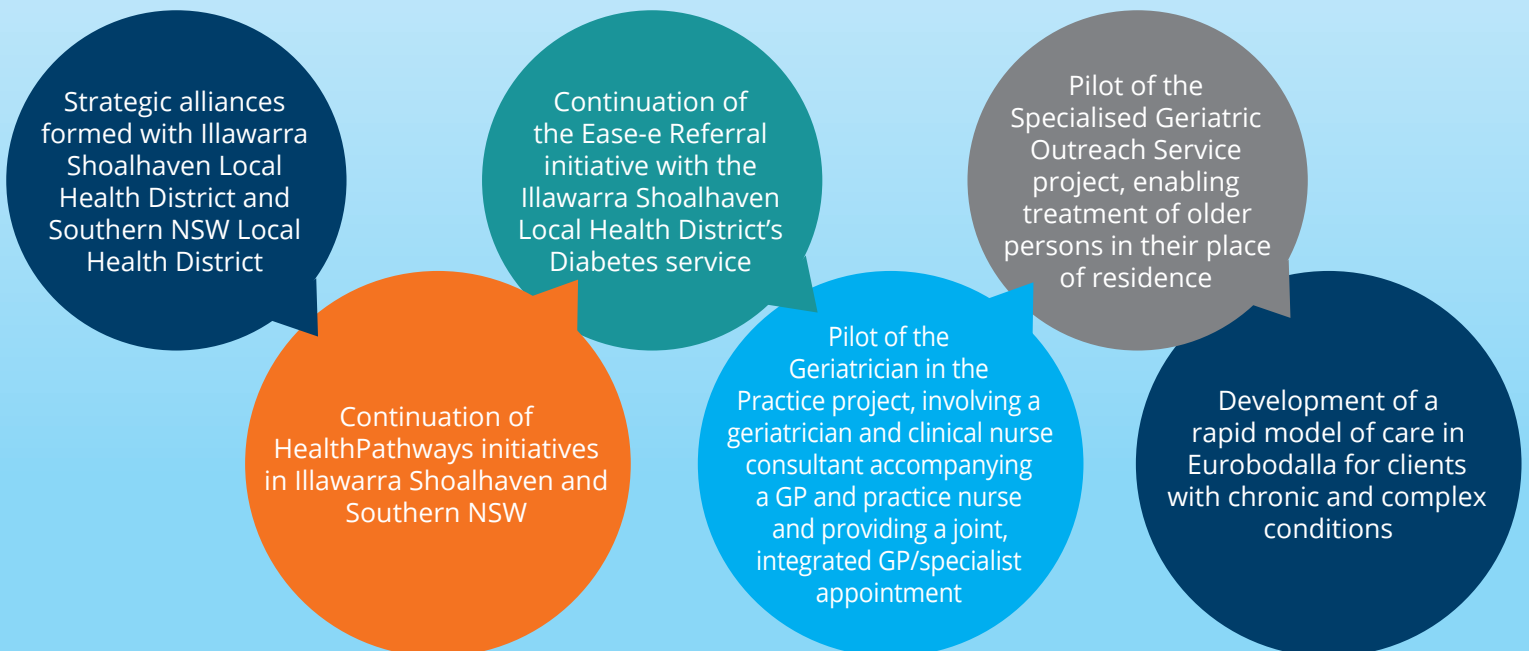 Strategic alliances
formed with Illawarra
Shoalhaven Local
Health District and
Southern NSW Local
Health District
Continuation of
HealthPathways initiatives
in Illawarra Shoalhaven and
Southern NSW
Continuation of
the Ease-e Referral
initiative with the
Illawarra Shoalhaven
Local Health District’s
Diabetes service
Pilot of the
Geriatrician in the
Practice project, involving a
geriatrician and clinical nurse
consultant accompanying
a GP and practice nurse
and providing a joint,
integrated GP/specialist
appointment
Pilot of the
Specialised Geriatric
Outreach Service
project, enabling
treatment of older
persons in their place
of residence
Development of a
rapid model of care in
Eurobodalla for clients
with chronic and complex
conditions